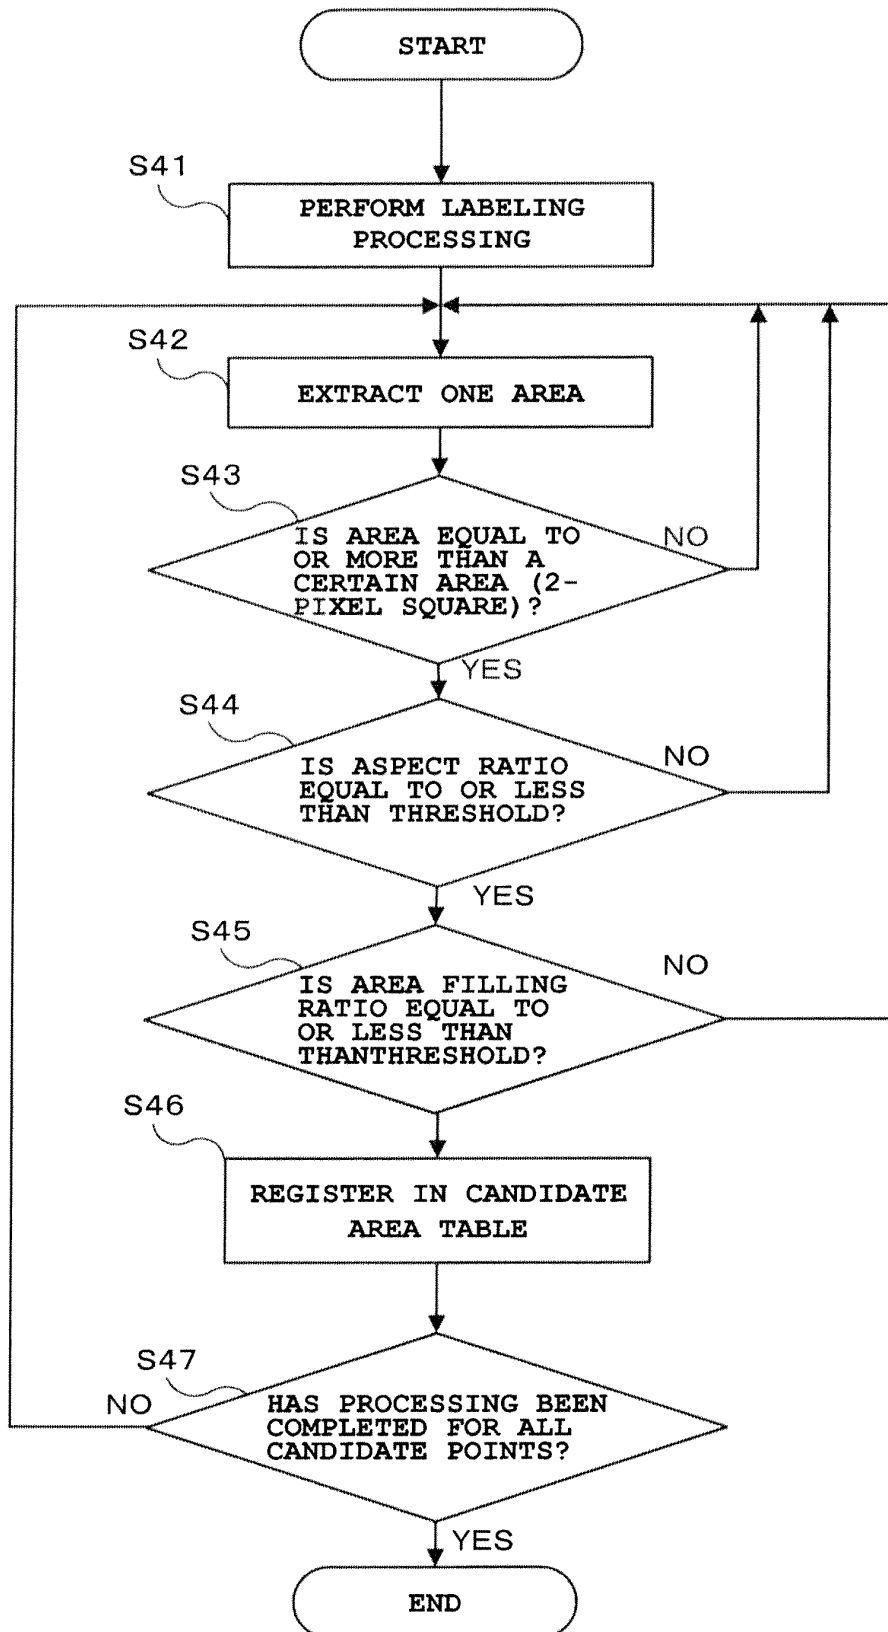 START
S41
PERFORM LABELING
PROCESSING
S42
EXTRACT ONE AREA
S43
IS AREA EQUAL TO
OR MORE THAN A
CERTAIN AREA (2-
PIXEL SQUARE)?
NO
YES
S44
IS ASPECT RATIO
EQUAL TO OR LESS
THAN THRESHOLD?
NO
YES
S45
IS AREA FILLING
RATIO EQUAL TO
OR LESS THAN
THANTHRESHOLD?
NO
S46
REGISTER IN CANDIDATE
AREA TABLE
S47
NO
HAS PROCESSING BEEN
COMPLETED FOR ALL
CANDIDATE POINTS?
YES
END